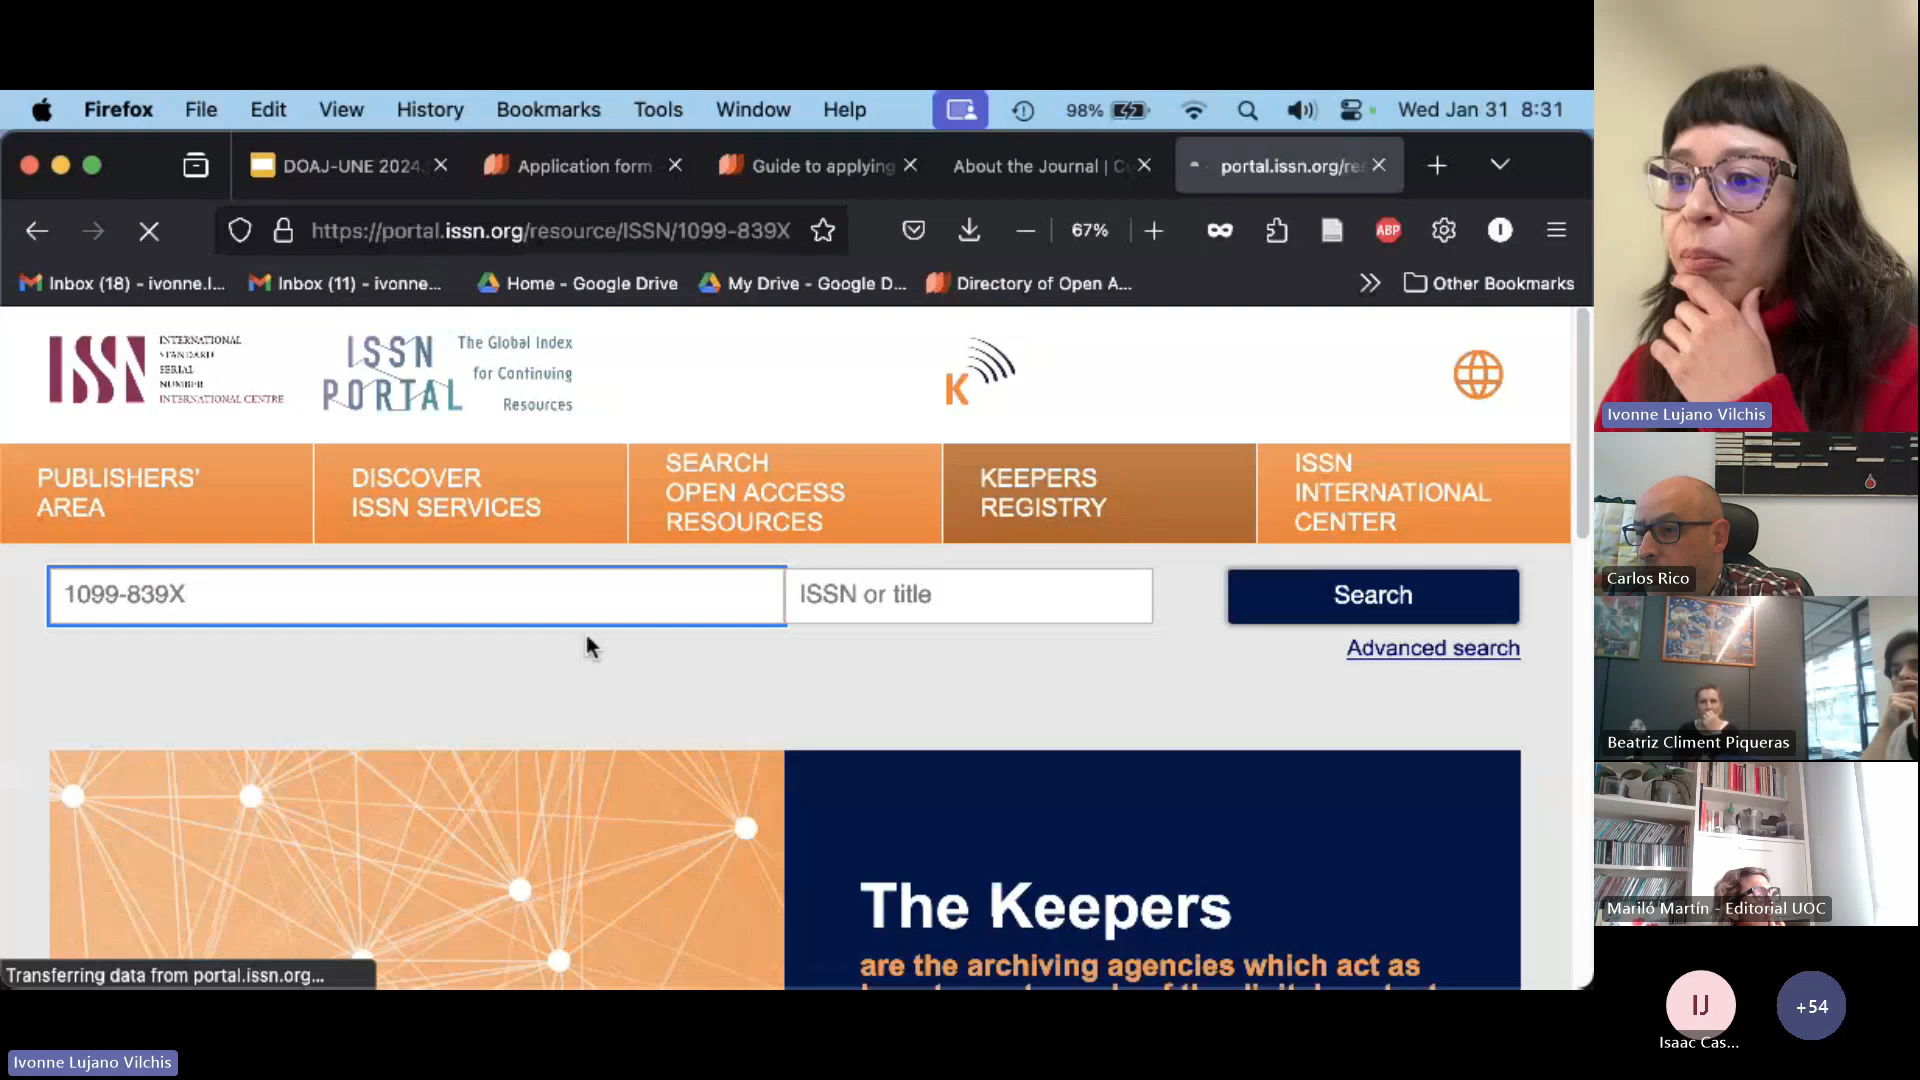 Firefox File Edit View History Bookmarks Tools Window Help 98% Wed Jan 31 8:31
DOAJ-UNE 2024 Application form Guide to applying About the Journal | C portal.issn.org/re
https://portal.issn.org/resource/ISSN/1099-839X 67% ABP I
Inbox (18) - ivonne.l... Inbox (11) - ivonne... Home - Google Drive My Drive - Google D... Directory of Open A... Other Bookmarks
ISSN
INTERNATIONAL
STANDARD
SERIAL
NUMBER
INTERNATIONAL CENTRE
ISSN
PORTAL
The Global Index
for Continuing
Resources
K
PUBLISHERS'
AREA
DISCOVER
ISSN SERVICES
SEARCH
OPEN ACCESS
RESOURCES
KEEPERS
REGISTRY
ISSN
INTERNATIONAL
CENTER
1099-839X
ISSN or title
Search
Advanced search
The Keepers
are the archiving agencies which act as
Transferring data from portal.issn.org...
Ivonne Lujano Vilchis
Ivonne Lujano Vilchis
Carlos Rico
Beatriz Climent Piqueras
Mariló Martín - Editorial UOC
IJ
Isaac Cas...
+54